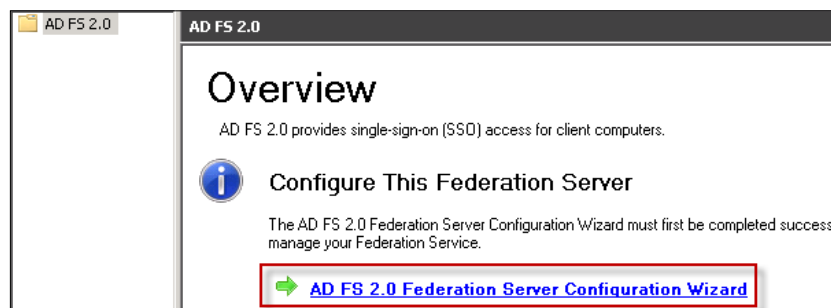 AD FS 2.0
AD FS 2.0
Overview
AD FS 2.0 provides single-sign-on (SSO) access for client computers.
Configure This Federation Server
The AD FS 2.0 Federation Server Configuration Wizard must first be completed success
manage your Federation Service.
AD FS 2.0 Federation Server Configuration Wizard